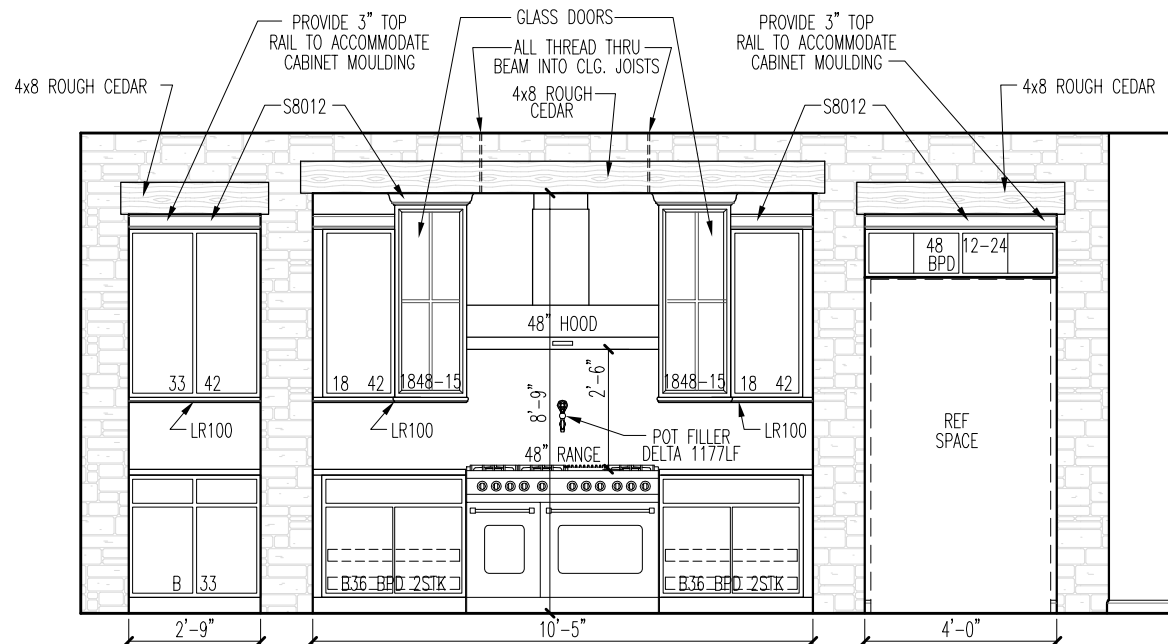 PROVIDE 3" TOP
RAIL TO ACCOMMODATE
CABINET MOULDING
GLASS DOORS
PROVIDE 3" TOP
RAIL TO ACCOMMODATE
CABINET MOULDING
ALL THREAD THRU
BEAM INTO CLG. JOISTS
4x8 ROUGH CEDAR
4x8 ROUGH
CEDAR
4x8 ROUGH CEDAR
S8012
S8012
48
BPD
12-24
48" HOOD
33 42
18 42
1848-15
1848-15
18 42
8'-9"
2'-6"
LR100
LR100
LR100
POT FILLER
DELTA 1177LF
48" RANGE
REF
SPACE
B 33
B36 BPD 2STK
B36 BPD 2STK
2'-9"
10'-5"
4'-0"